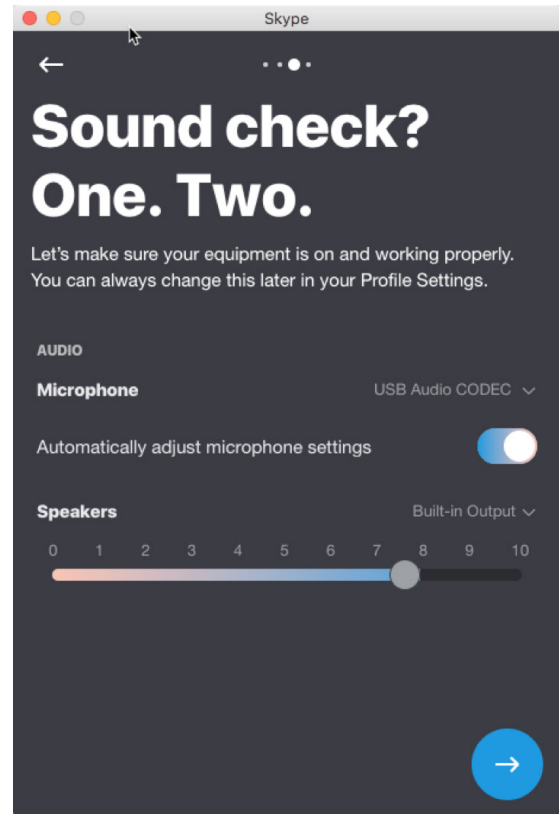 Skype
Sound check?
One. Two.
Let's make sure your equipment is on and working properly.
You can always change this later in your Profile Settings.
AUDIO
Microphone USB Audio CODEC
Automatically adjust microphone settings
Speakers Built-in Output
0 1 2 3 4 5 6 7 8 9 10